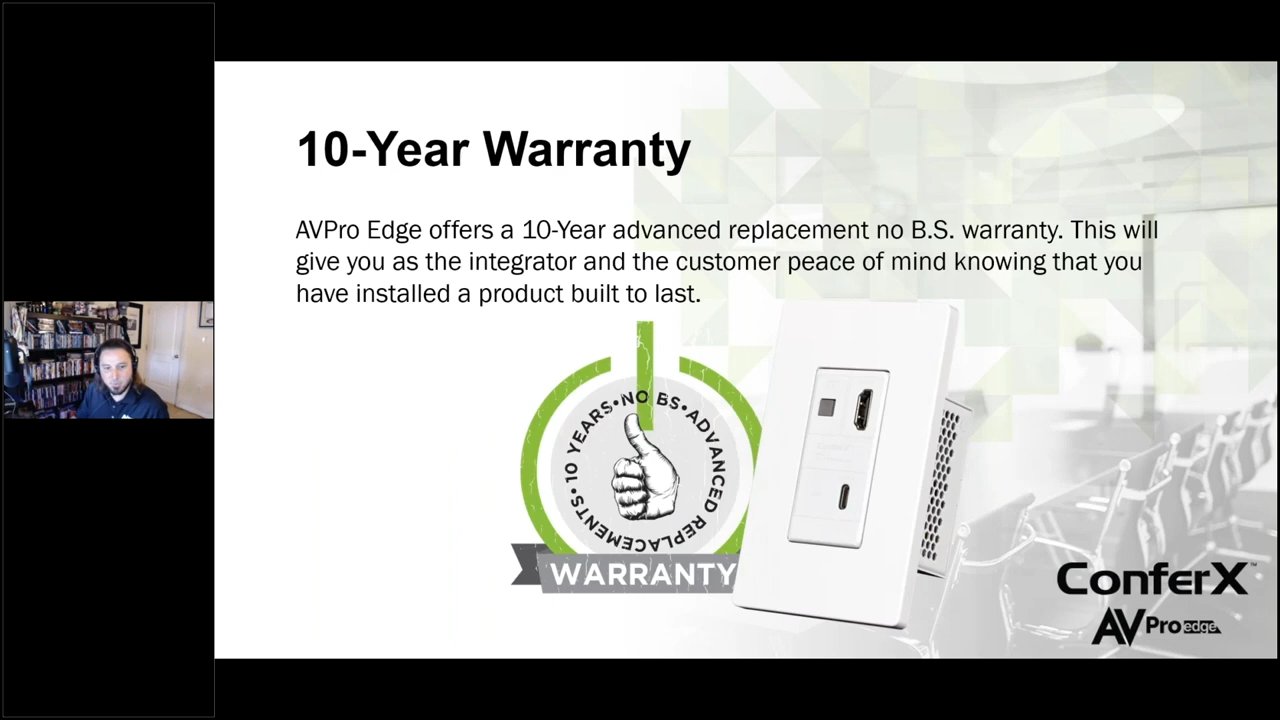 10-Year Warranty
AVPro Edge offers a 10-Year advanced replacement no B.S. warranty. This will
give you as the integrator and the customer peace of mind knowing that you
have installed a product built to last.
10 YEARS•NO BS•ADVANCED REPLACEMENTS•
WARRANTY
ConferX™
AVPro edge